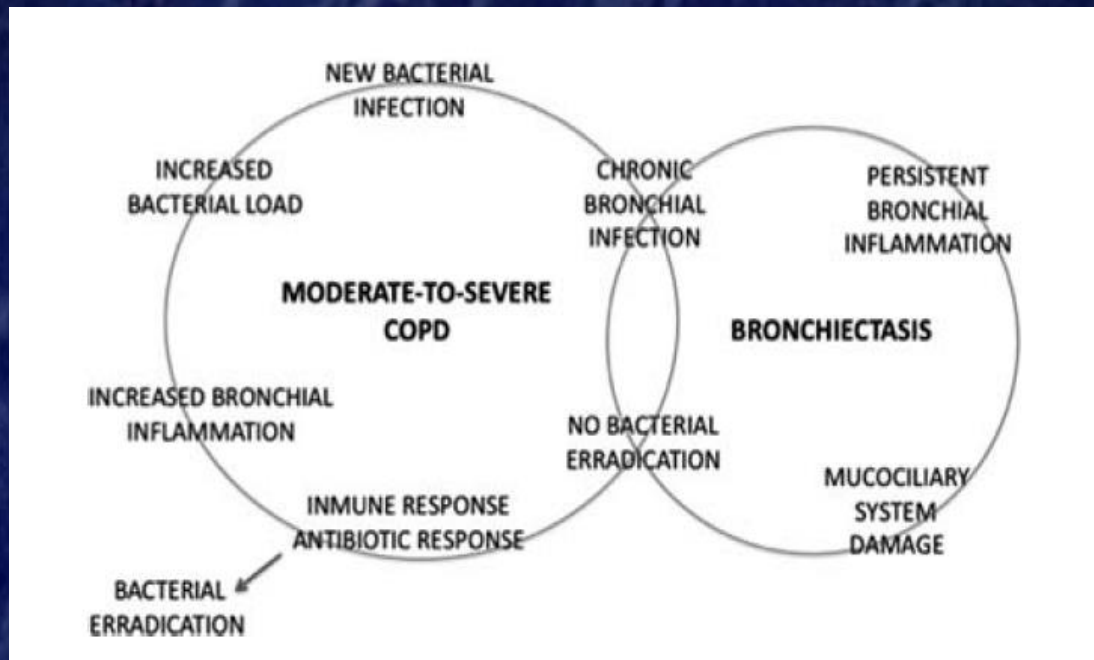 NEW BACTERIAL
INFECTION
INCREASED
BACTERIAL LOAD
CHRONIC
BRONCHIAL
INFECTION
PERSISTENT
BRONCHIAL
INFLAMMATION
MODERATE-TO-SEVERE
COPD
BRONCHIECTASIS
INCREASED BRONCHIAL
INFLAMMATION
NO BACTERIAL
ERRADICATION
MUCOCILIARY
SYSTEM
DAMAGE
INMUNE RESPONSE
ANTIBIOTIC RESPONSE
BACTERIAL
ERRADICATION